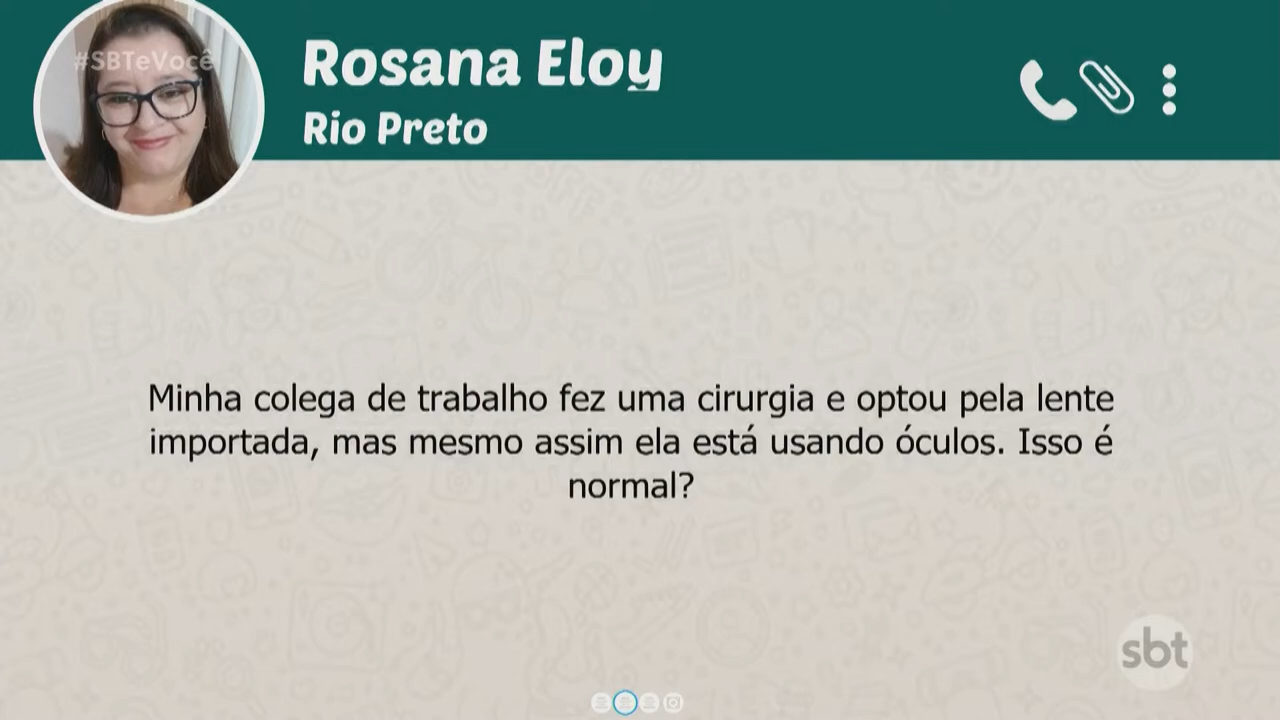 #SBTeVocê
Rosana Eloy
Rio Preto
Minha colega de trabalho fez uma cirurgia e optou pela lente
importada, mas mesmo assim ela está usando óculos. Isso é
normal?
sbt